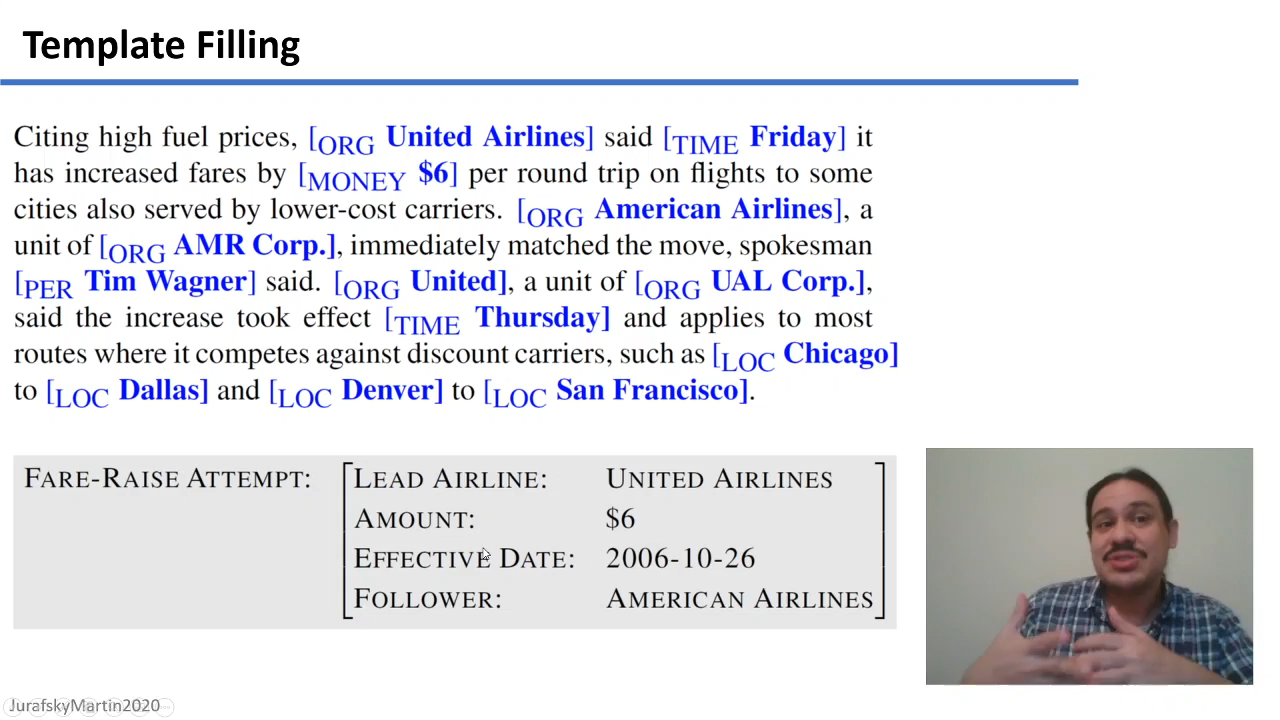 Template Filling
Citing high fuel prices, [ORG United Airlines] said [TIME Friday] it
has increased fares by [MONEY $6] per round trip on flights to some
cities also served by lower-cost carriers. [ORG American Airlines], a
unit of [ORG AMR Corp.], immediately matched the move, spokesman
[PER Tim Wagner] said. [ORG United], a unit of [ORG UAL Corp.],
said the increase took effect [TIME Thursday] and applies to most
routes where it competes against discount carriers, such as [LOC Chicago]
to [LOC Dallas] and [LOC Denver] to [LOC San Francisco].
FARE-RAISE ATTEMPT: LEAD AIRLINE: UNITED AIRLINES
AMOUNT: $6
EFFECTIVE DATE: 2006-10-26
FOLLOWER: AMERICAN AIRLINES
JurafskyMartin2020